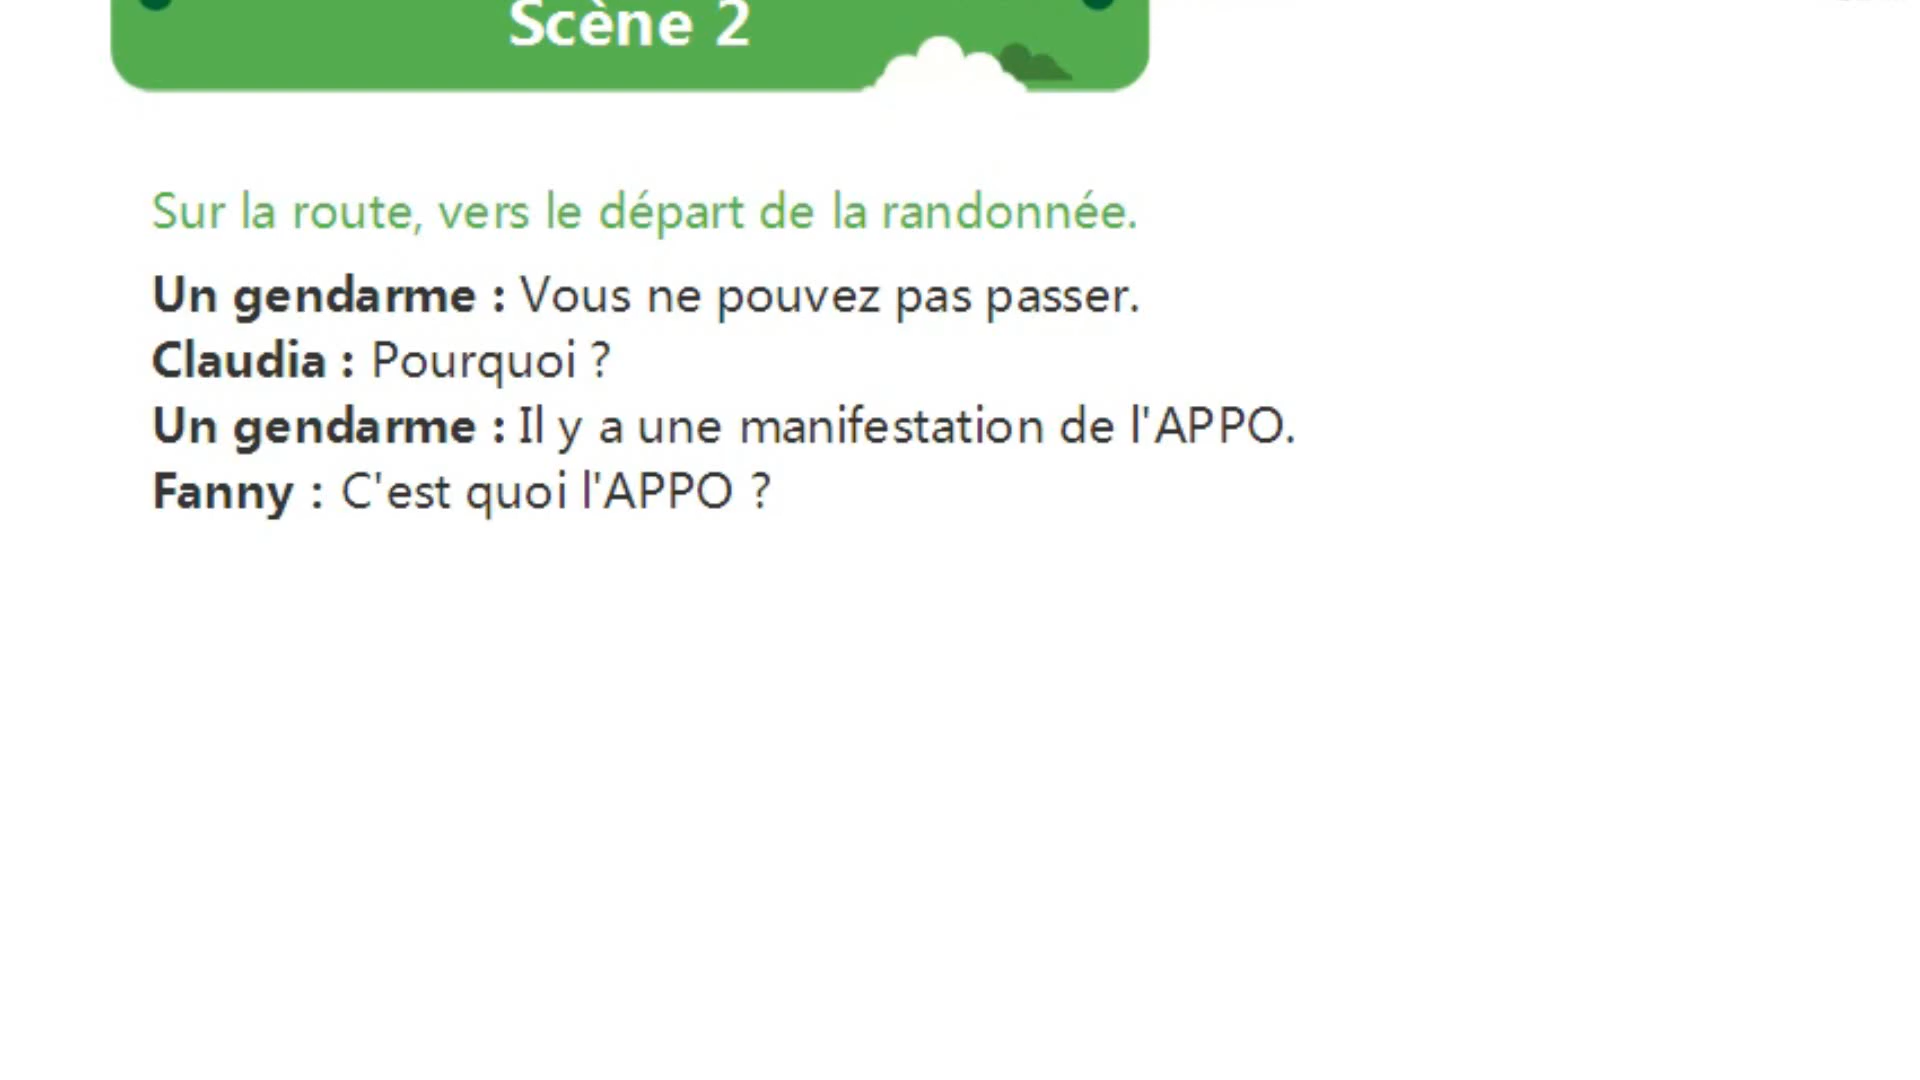 Scène 2
Sur la route, vers le départ de la randonnée.
Un gendarme : Vous ne pouvez pas passer.
Claudia : Pourquoi ?
Un gendarme : Il y a une manifestation de l'APPO.
Fanny : C'est quoi l'APPO ?